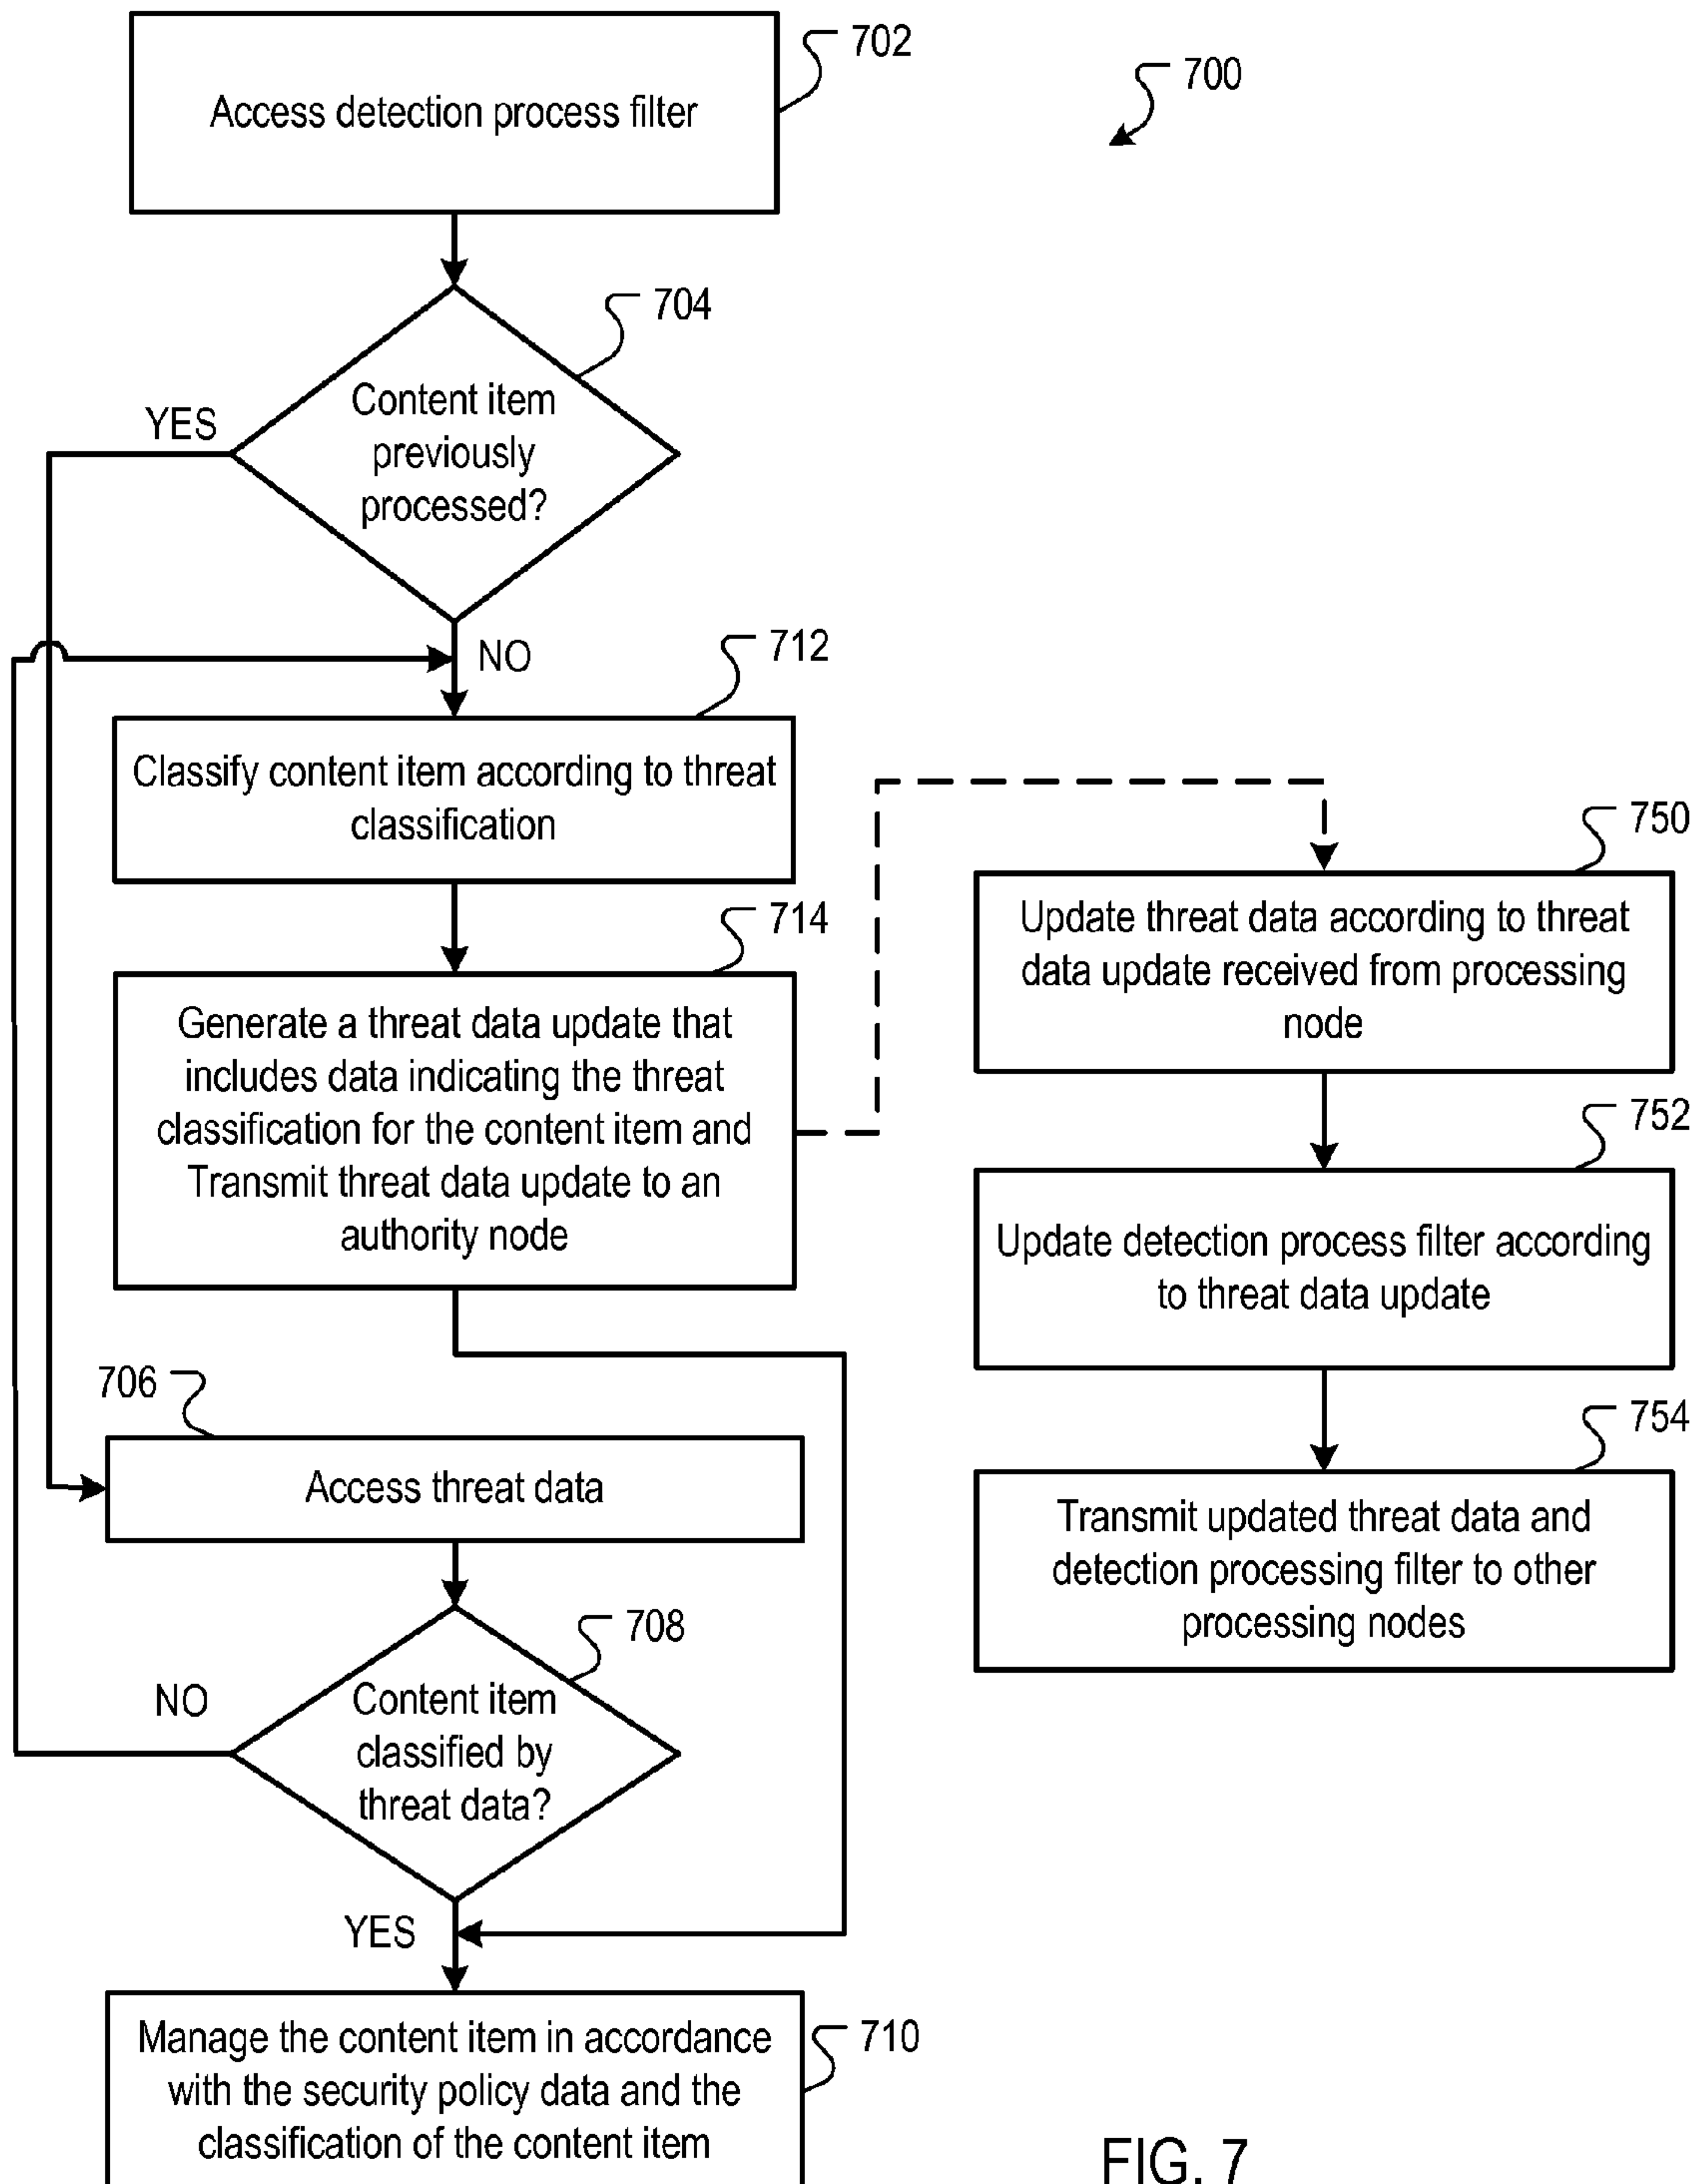 702
Access detection process filter
700
704
Content item
previously
processed?
YES
NO
712
Classify content item according to threat
classification
714
Generate a threat data update that
includes data indicating the threat
classification for the content item and
Transmit threat data update to an
authority node
750
Update threat data according to threat
data update received from processing
node
752
Update detection process filter according
to threat data update
754
Transmit updated threat data and
detection processing filter to other
processing nodes
706
Access threat data
708
Content item
classified by
threat data?
NO
YES
710
Manage the content item in accordance
with the security policy data and the
classification of the content item
FIG. 7